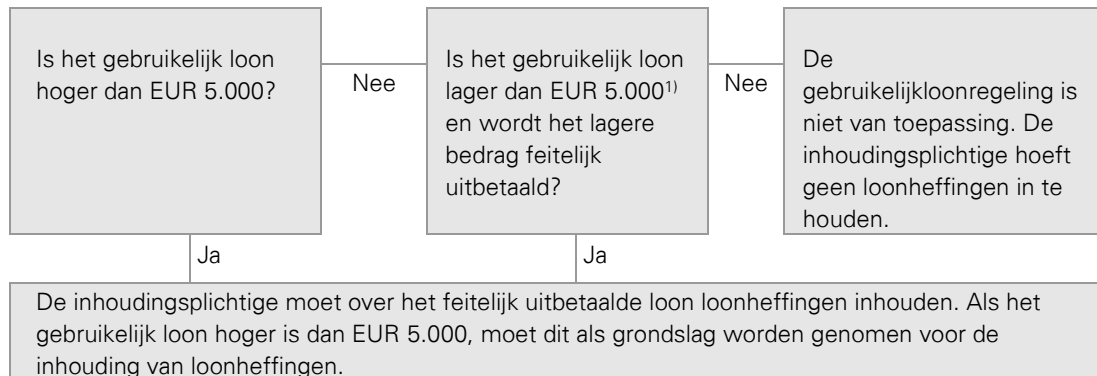 Is het gebruikelijk loon
hoger dan EUR 5.000?
Nee
Is het gebruikelijk loon
lager dan EUR 5.000¹⁾
en wordt het lagere
bedrag feitelijk
uitbetaald?
Nee
De
gebruikelijkloonregeling is
niet van toepassing. De
inhoudingsplichtige hoeft
geen loonheffingen in te
houden.
Ja
Ja
De inhoudingsplichtige moet over het feitelijk uitbetaalde loon loonheffingen inhouden. Als het
gebruikelijk loon hoger is dan EUR 5.000, moet dit als grondslag worden genomen voor de
inhouding van loonheffingen.